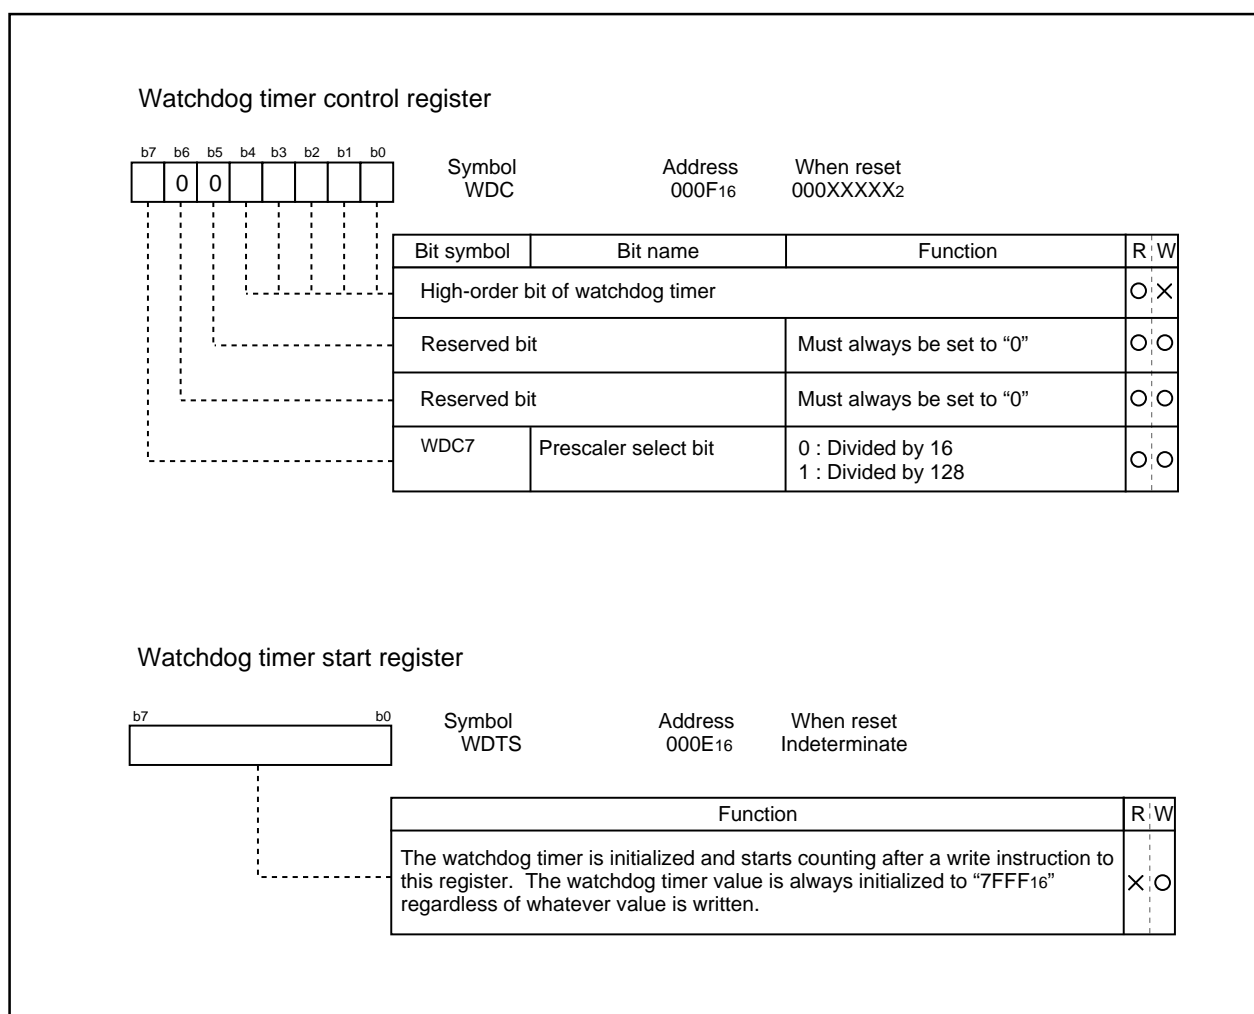 Watchdog timer control register
b7 b6 b5 b4 b3 b2 b1 b0
0 0
Symbol Address When reset
WDC 000F16 000XXXXX2
Bit symbol Bit name Function R W
High-order bit of watchdog timer
Reserved bit Must always be set to “0”
Reserved bit Must always be set to “0”
WDC7 Prescaler select bit 0 : Divided by 16
1 : Divided by 128
Watchdog timer start register
b7 b0
Symbol Address When reset
WDTS 000E16 Indeterminate
Function R W
The watchdog timer is initialized and starts counting after a write instruction to
this register. The watchdog timer value is always initialized to “7FFF16”
regardless of whatever value is written.